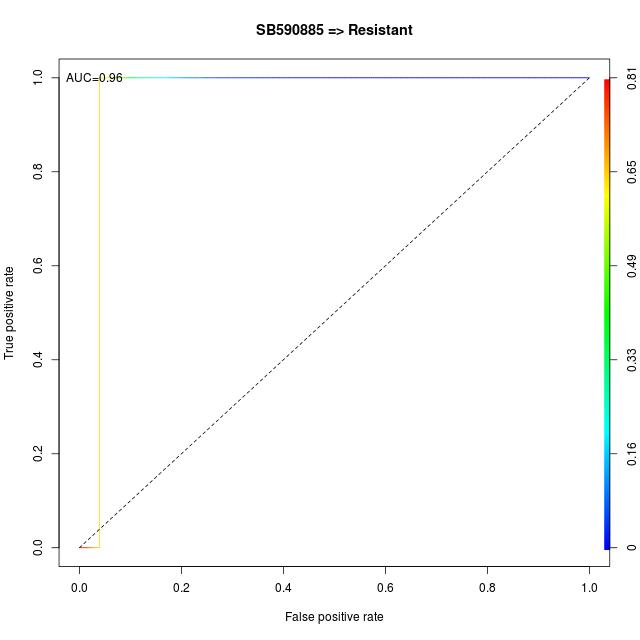 SB590885 => Resistant
AUC=0.96
1.0
0.8
0.6
0.4
0.2
0.0
True positive rate
0.0 0.2 0.4 0.6 0.8 1.0
False positive rate
0.81
0.65
0.49
0.33
0.16
0